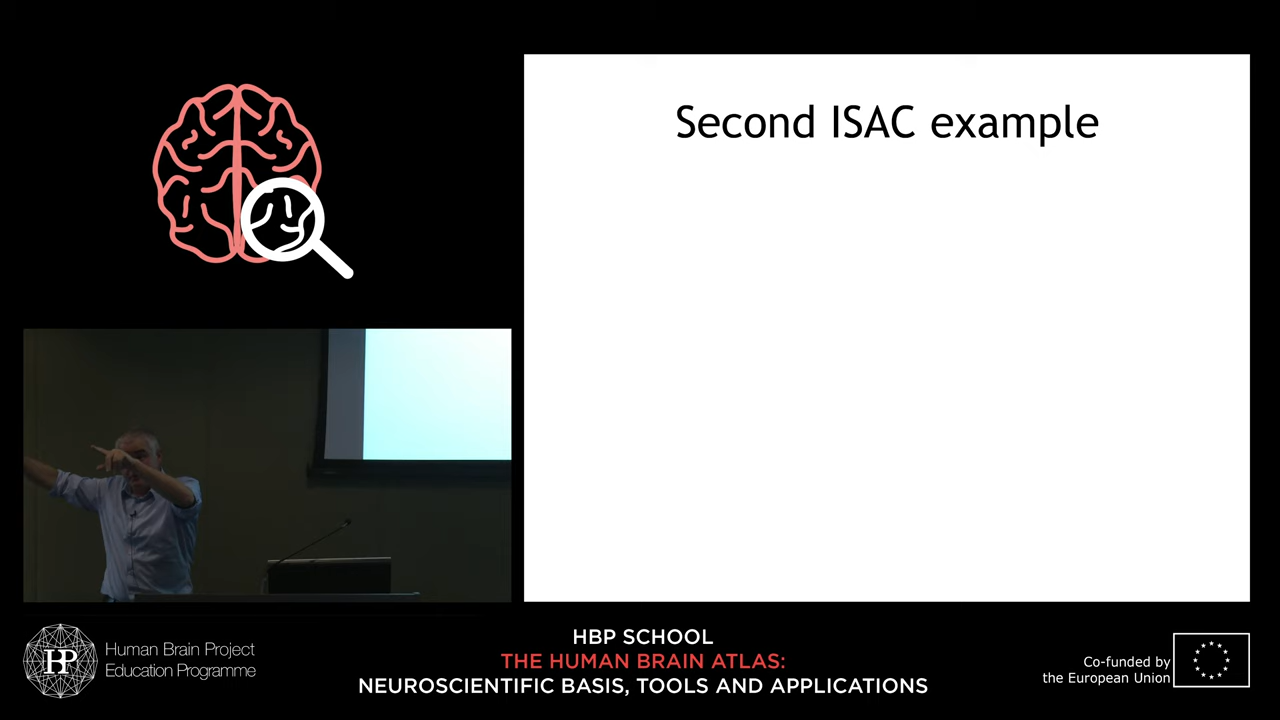 Second ISAC example
HBP SCHOOL
THE HUMAN BRAIN ATLAS:
NEUROSCIENTIFIC BASIS, TOOLS AND APPLICATIONS
HP
Human Brain Project
Education Programme
Co-funded by
the European Union